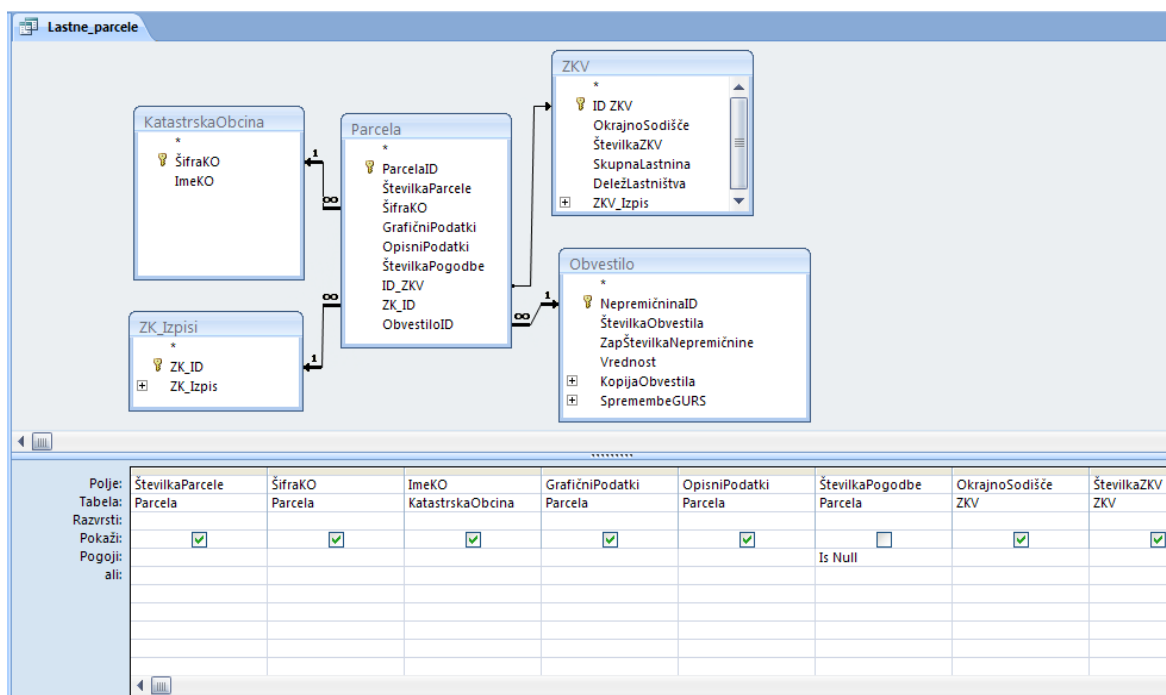 Lastne_parcele
ZKV
*
ID ZKV
OkrajnoSodišče
ŠtevilkaZKV
SkupnaLastnina
DeležLastništva
ZKV_Izpis
KatastrskaObcina
*
ŠifraKO
ImeKO
Parcela
*
ParcelaID
ŠtevilkaParcele
ŠifraKO
GrafičniPodatki
OpisniPodatki
ŠtevilkaPogodbe
ID_ZKV
ZK_ID
ObvestiloID
1
∞
∞
1
1
∞
Obvestilo
*
NepremičninaID
ŠtevilkaObvestila
ZapŠtevilkaNepremičnine
Vrednost
KopijaObvestila
SpremembeGURS
ZK_Izpisi
*
ZK_ID
ZK_Izpis
Polje: ŠtevilkaParcele ŠifraKO ImeKO GrafičniPodatki OpisniPodatki ŠtevilkaPogodbe OkrajnoSodišče ŠtevilkaZKV
Tabela: Parcela Parcela KatastrskaObcina Parcela Parcela Parcela ZKV ZKV
Razvrsti:
Pokaži:
Pogoji: Is Null
ali: